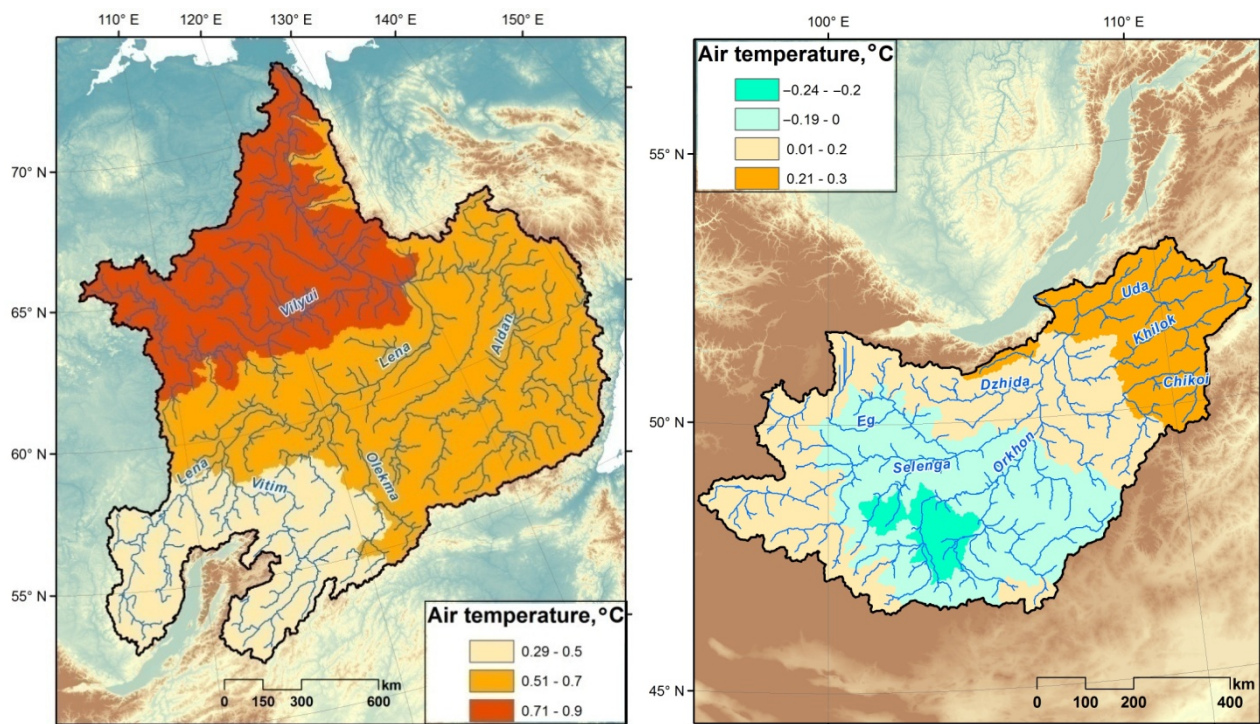 110° E 120° E 130° E 140° E 150° E
70° N
65° N
60° N
55° N
Vilyui
Lena
Aldan
Lena
Vitim
Olekma
Air temperature,°C
0.29 - 0.5
0.51 - 0.7
0.71 - 0.9
0 150 300 600
km
100° E 110° E
Air temperature,°C
–0.24 - –0.2
–0.19 - 0
0.01 - 0.2
0.21 - 0.3
55° N
50° N
45° N
Uda
Khilok
Chikoi
Dzhida
Eg
Selenga
Orkhon
0 100 200 400
km